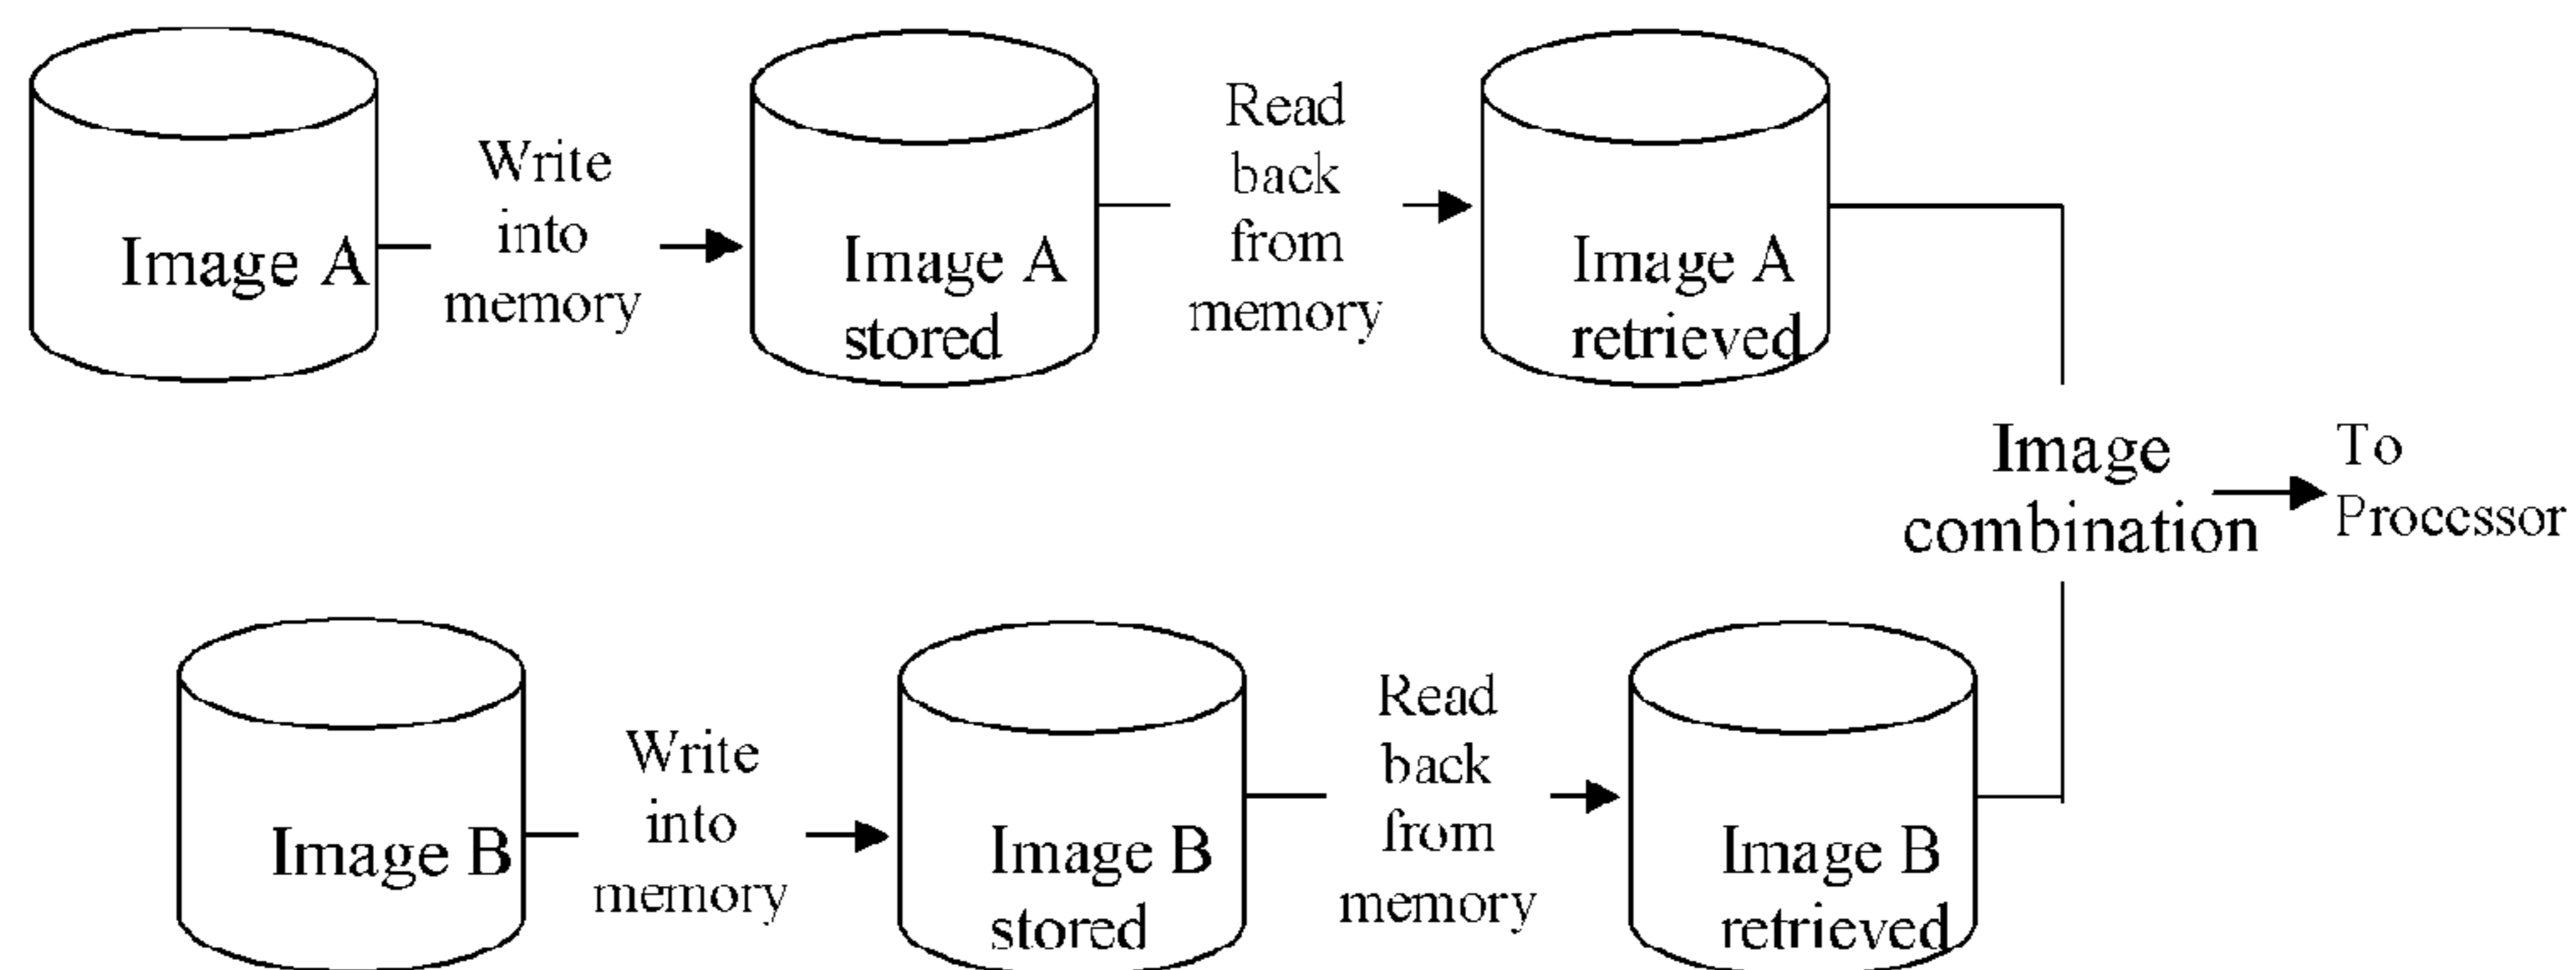 Image A
Write
into
memory
Image A
stored
Read
back
from
memory
Image A
retrieved
Image
combination
To
Processor
Image B
Write
into
memory
Image B
stored
Read
back
from
memory
Image B
retrieved